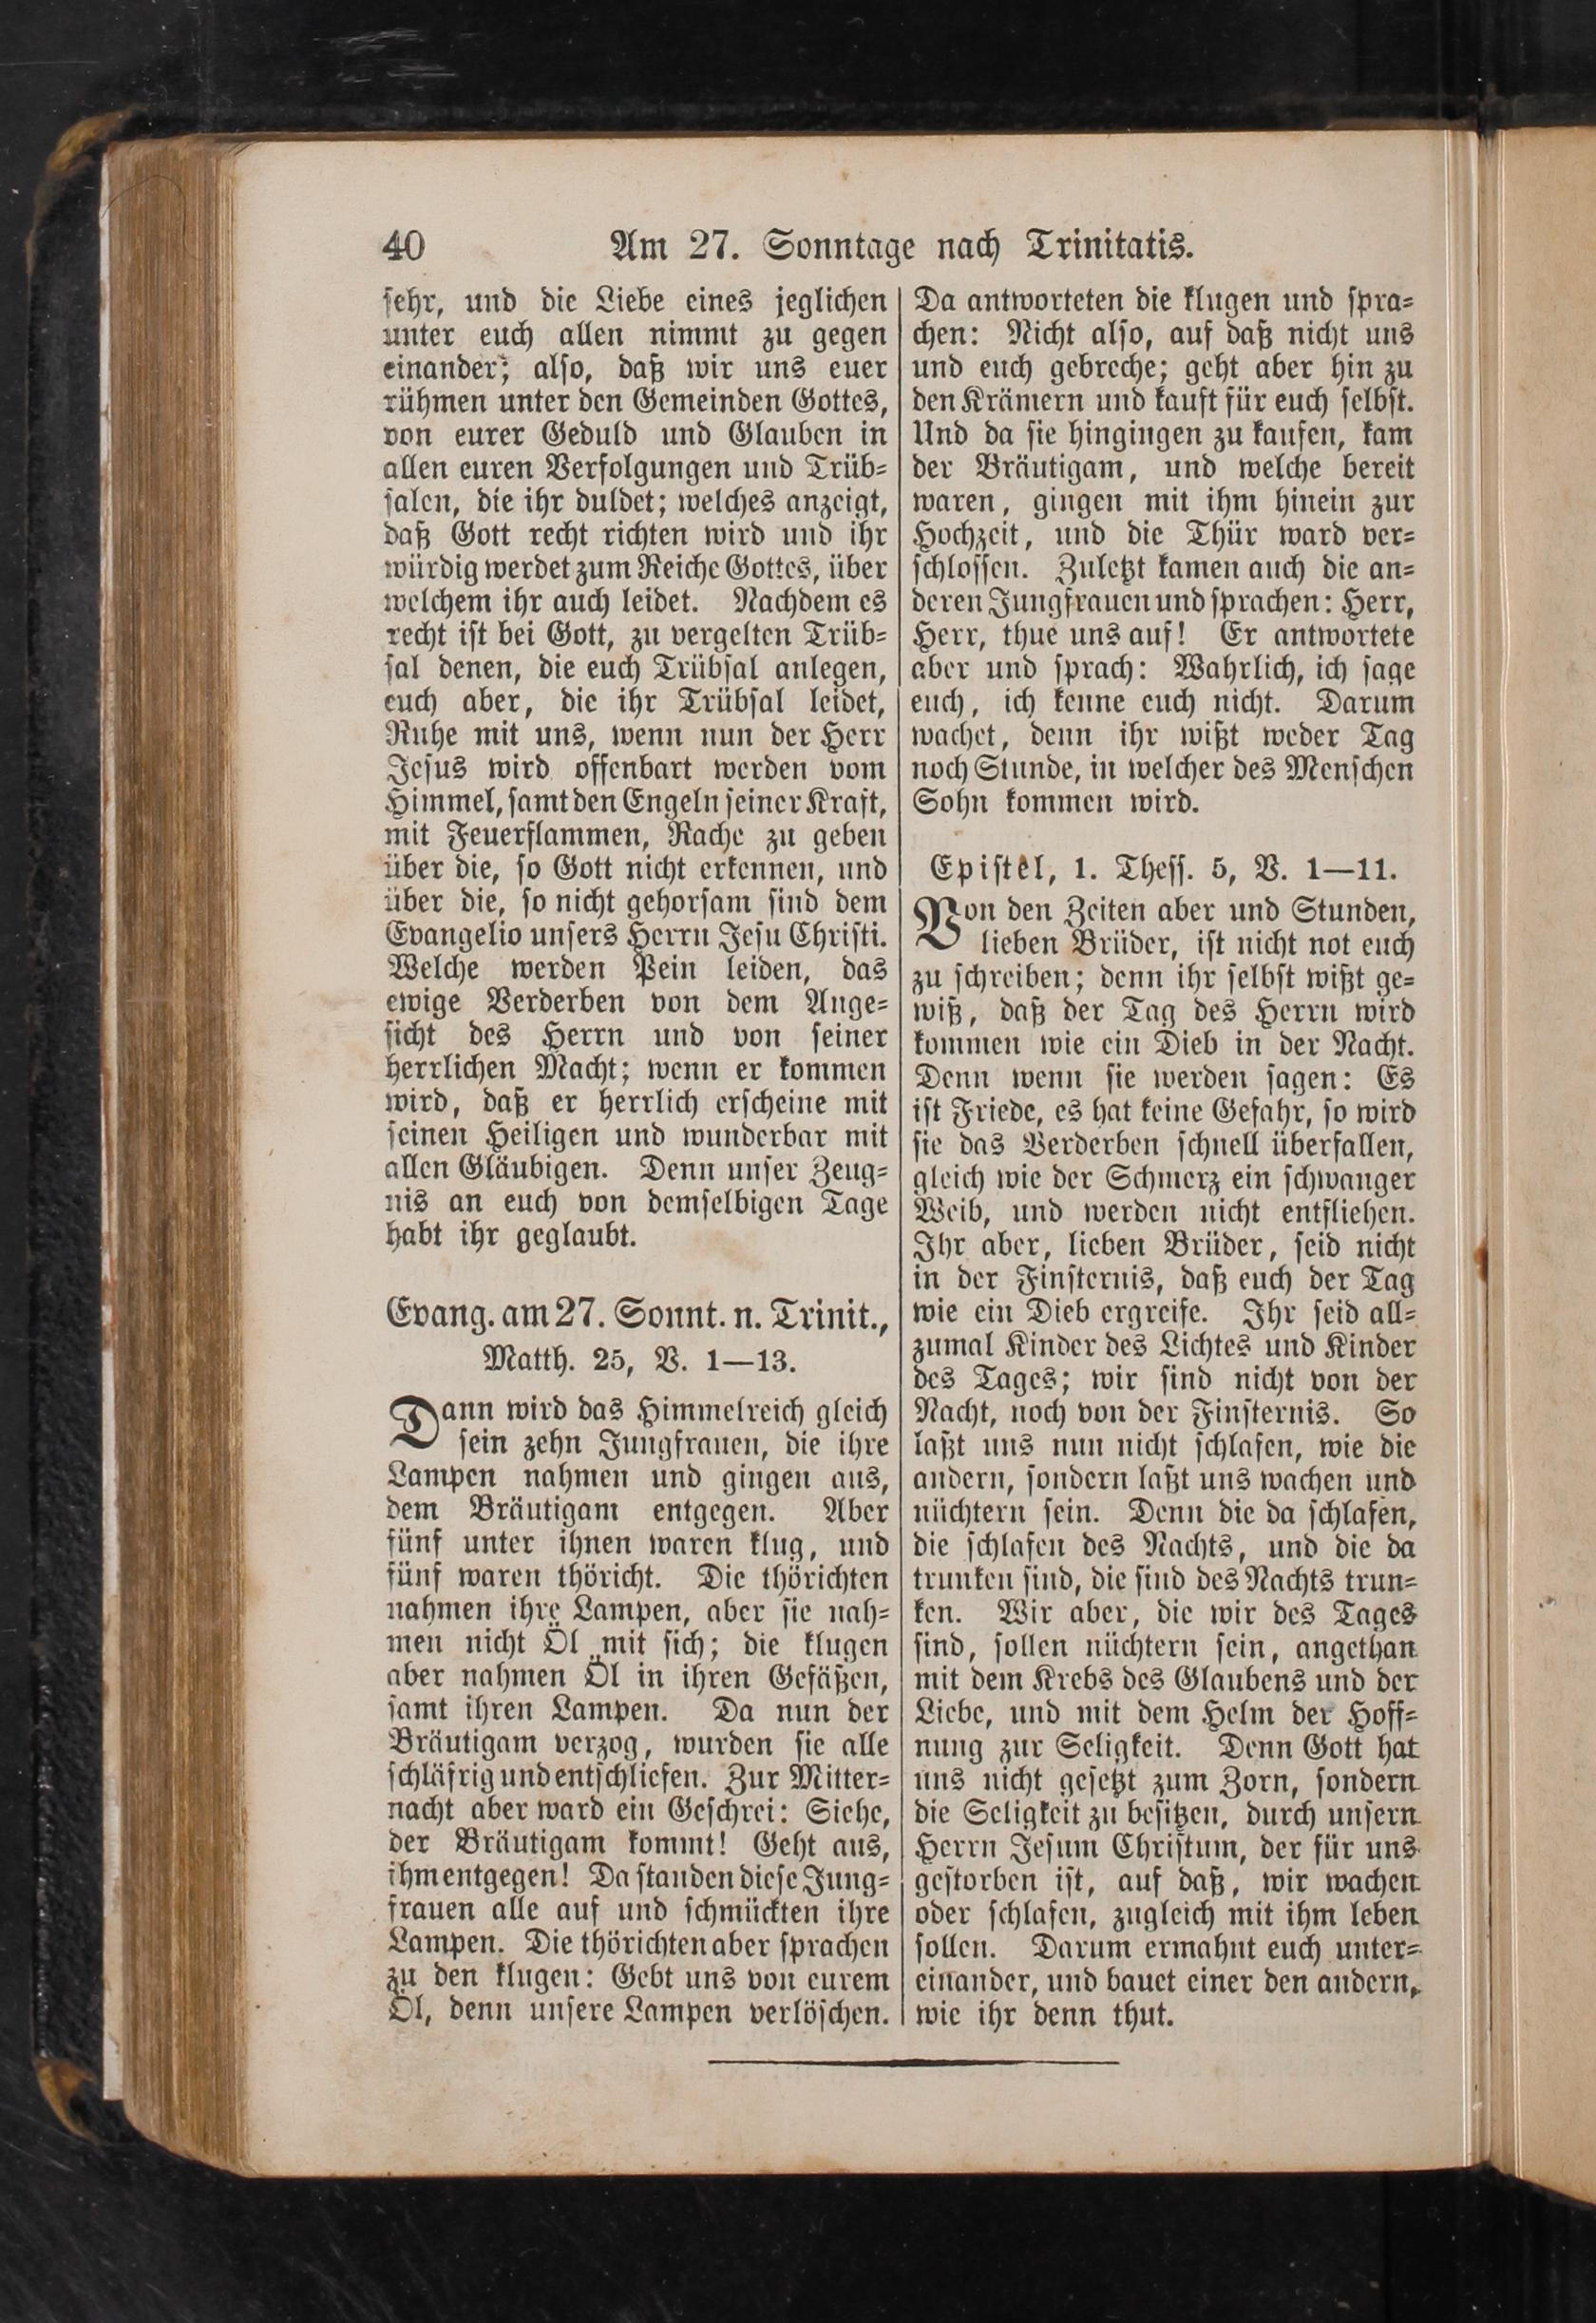 40 Am 27. Sonntage nach Trinitatis.
sehr, und die Liebe eines jeglichen
unter euch allen nimmt zu gegen
einander; also, daß wir uns euer
rühmen unter den Gemeinden Gottes,
von eurer Geduld und Glauben in
allen euren Verfolgungen und Trüb-
salen, die ihr duldet; welches anzeigt,
daß Gott recht richten wird und ihr
würdig werdet zum Reiche Gottes, über
welchem ihr auch leidet. Nachdem es
recht ist bei Gott, zu vergelten Trüb-
sal denen, die euch Trübsal anlegen,
euch aber, die ihr Trübsal leidet,
Ruhe mit uns, wenn nun der Herr
Jesus wird offenbart werden vom
Himmel, samt den Engeln seiner Kraft,
mit Feuerflammen, Rache zu geben
über die, so Gott nicht erkennen, und
über die, so nicht gehorsam sind dem
Evangelio unsers Herrn Jesu Christi.
Welche werden Pein leiden, das
ewige Verderben von dem Ange-
sicht des Herrn und von seiner
herrlichen Macht; wenn er kommen
wird, daß er herrlich erscheine mit
seinen Heiligen und wunderbar mit
allen Gläubigen. Denn unser Zeug-
nis an euch von demselbigen Tage
habt ihr geglaubt.
Evang. am 27. Sonnt. n. Trinit.,
Matth. 25, V. 1—13.
Dann wird das Himmelreich gleich
sein zehn Jungfrauen, die ihre
Lampen nahmen und gingen aus,
dem Bräutigam entgegen. Aber
fünf unter ihnen waren klug, und
fünf waren thöricht. Die thörichten
nahmen ihre Lampen, aber sie nah-
men nicht Öl mit sich; die klugen
aber nahmen Öl in ihren Gefäßen,
samt ihren Lampen. Da nun der
Bräutigam verzog, wurden sie alle
schläfrig und entschliefen. Zur Mitter-
nacht aber ward ein Geschrei: Siehe,
der Bräutigam kommt! Geht aus,
ihm entgegen! Da standen diese Jung-
frauen alle auf und schmückten ihre
Lampen. Die thörichten aber sprachen
zu den klugen: Gebt uns von eurem
Öl, denn unsere Lampen verlöschen.
Da antworteten die klugen und spra-
chen: Nicht also, auf daß nicht uns
und euch gebreche; geht aber hin zu
den Krämern und kauft für euch selbst.
Und da sie hingingen zu kaufen, kam
der Bräutigam, und welche bereit
waren, gingen mit ihm hinein zur
Hochzeit, und die Thür ward ver-
schlossen. Zuletzt kamen auch die an-
deren Jungfrauen und sprachen: Herr,
Herr, thue uns auf! Er antwortete
aber und sprach: Wahrlich, ich sage
euch, ich kenne euch nicht. Darum
wachet, denn ihr wißt weder Tag
noch Stunde, in welcher des Menschen
Sohn kommen wird.
Epistel, 1. Thess. 5, V. 1—11.
Von den Zeiten aber und Stunden,
lieben Brüder, ist nicht not euch
zu schreiben; denn ihr selbst wißt ge-
wiß, daß der Tag des Herrn wird
kommen wie ein Dieb in der Nacht.
Denn wenn sie werden sagen: Es
ist Friede, es hat keine Gefahr, so wird
sie das Verderben schnell überfallen,
gleich wie der Schmerz ein schwanger
Weib, und werden nicht entfliehen.
Ihr aber, lieben Brüder, seid nicht
in der Finsternis, daß euch der Tag
wie ein Dieb ergreife. Ihr seid all-
zumal Kinder des Lichtes und Kinder
des Tages; wir sind nicht von der
Nacht, noch von der Finsternis. So
laßt uns nun nicht schlafen, wie die
andern, sondern laßt uns wachen und
nüchtern sein. Denn die da schlafen,
die schlafen des Nachts, und die da
trunken sind, die sind des Nachts trun-
ken. Wir aber, die wir des Tages
sind, sollen nüchtern sein, angethan
mit dem Krebs des Glaubens und der
Liebe, und mit dem Helm der Hoff-
nung zur Seligkeit. Denn Gott hat
uns nicht gesetzt zum Zorn, sondern
die Seligkeit zu besitzen, durch unsern
Herrn Jesum Christum, der für uns
gestorben ist, auf daß, wir wachen
oder schlafen, zugleich mit ihm leben
sollen. Darum ermahnt euch unter-
einander, und bauet einer den andern,
wie ihr denn thut.